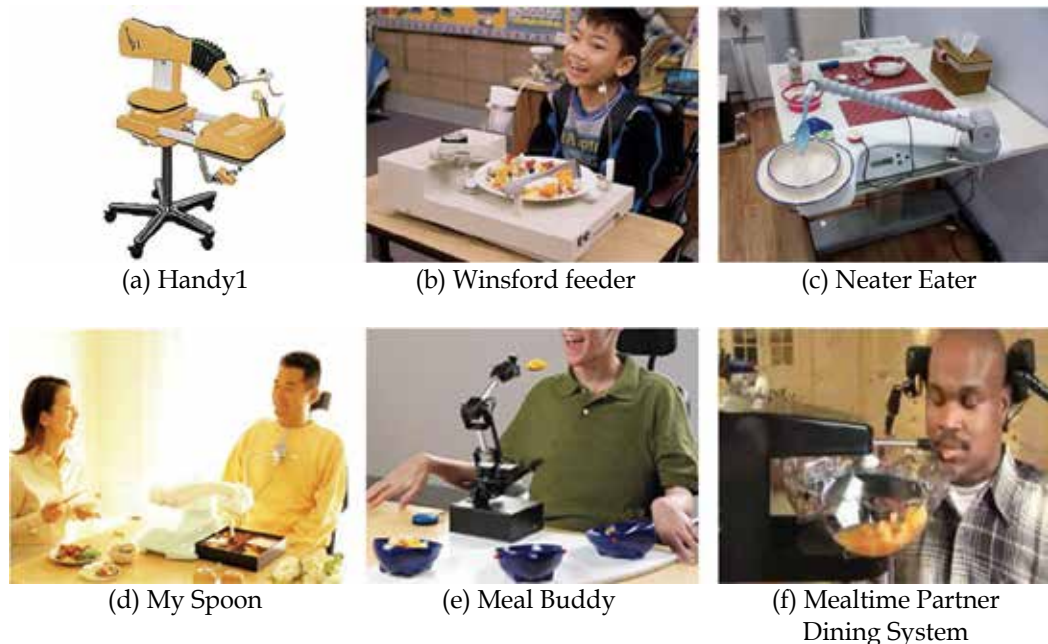 (a) Handy1
(b) Winsford feeder
(c) Neater Eater
(d) My Spoon
(e) Meal Buddy
(f) Mealtime Partner
Dining System